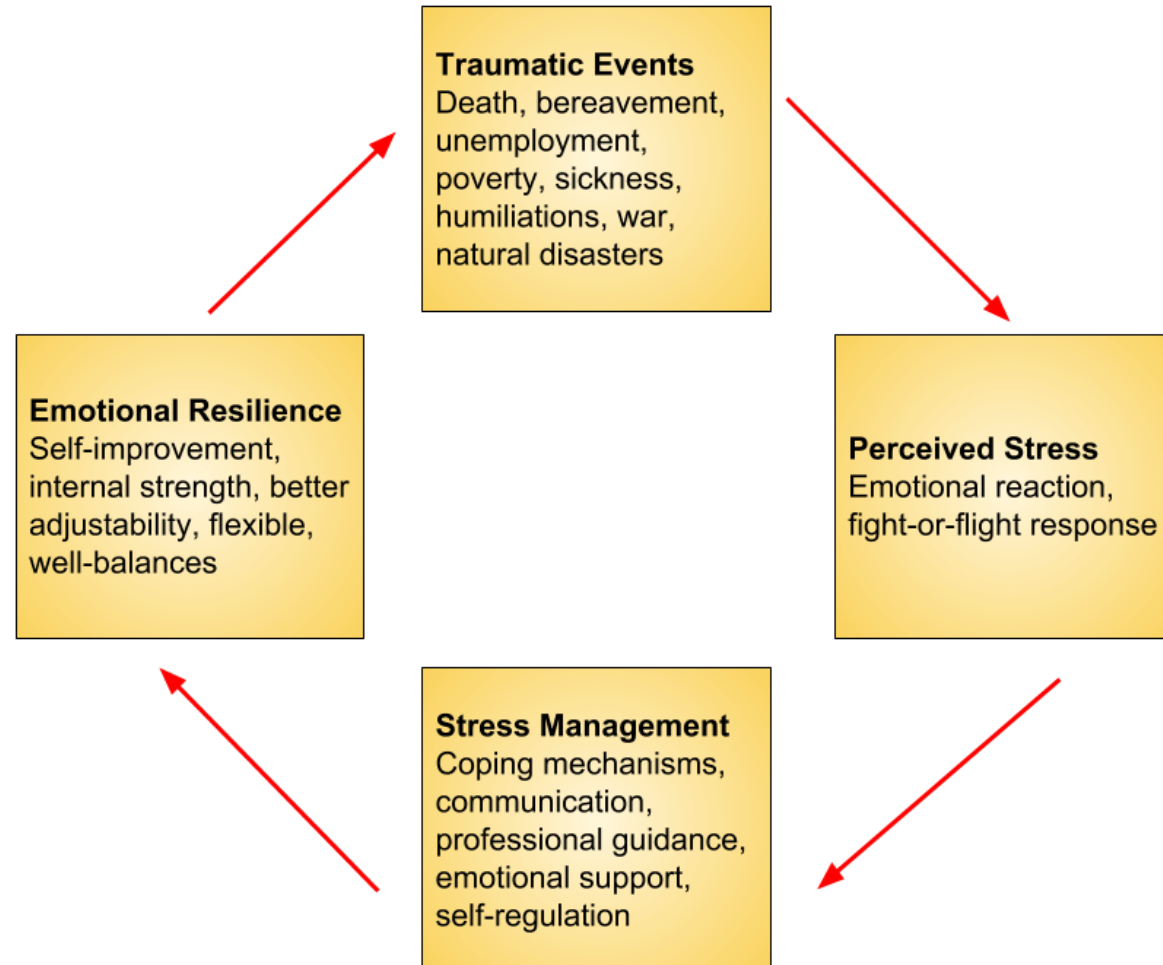 Traumatic Events
Death, bereavement,
unemployment,
poverty, sickness,
humiliations, war,
natural disasters
Perceived Stress
Emotional reaction,
fight-or-flight response
Stress Management
Coping mechanisms,
communication,
professional guidance,
emotional support,
self-regulation
Emotional Resilience
Self-improvement,
internal strength, better
adjustability, flexible,
well-balances